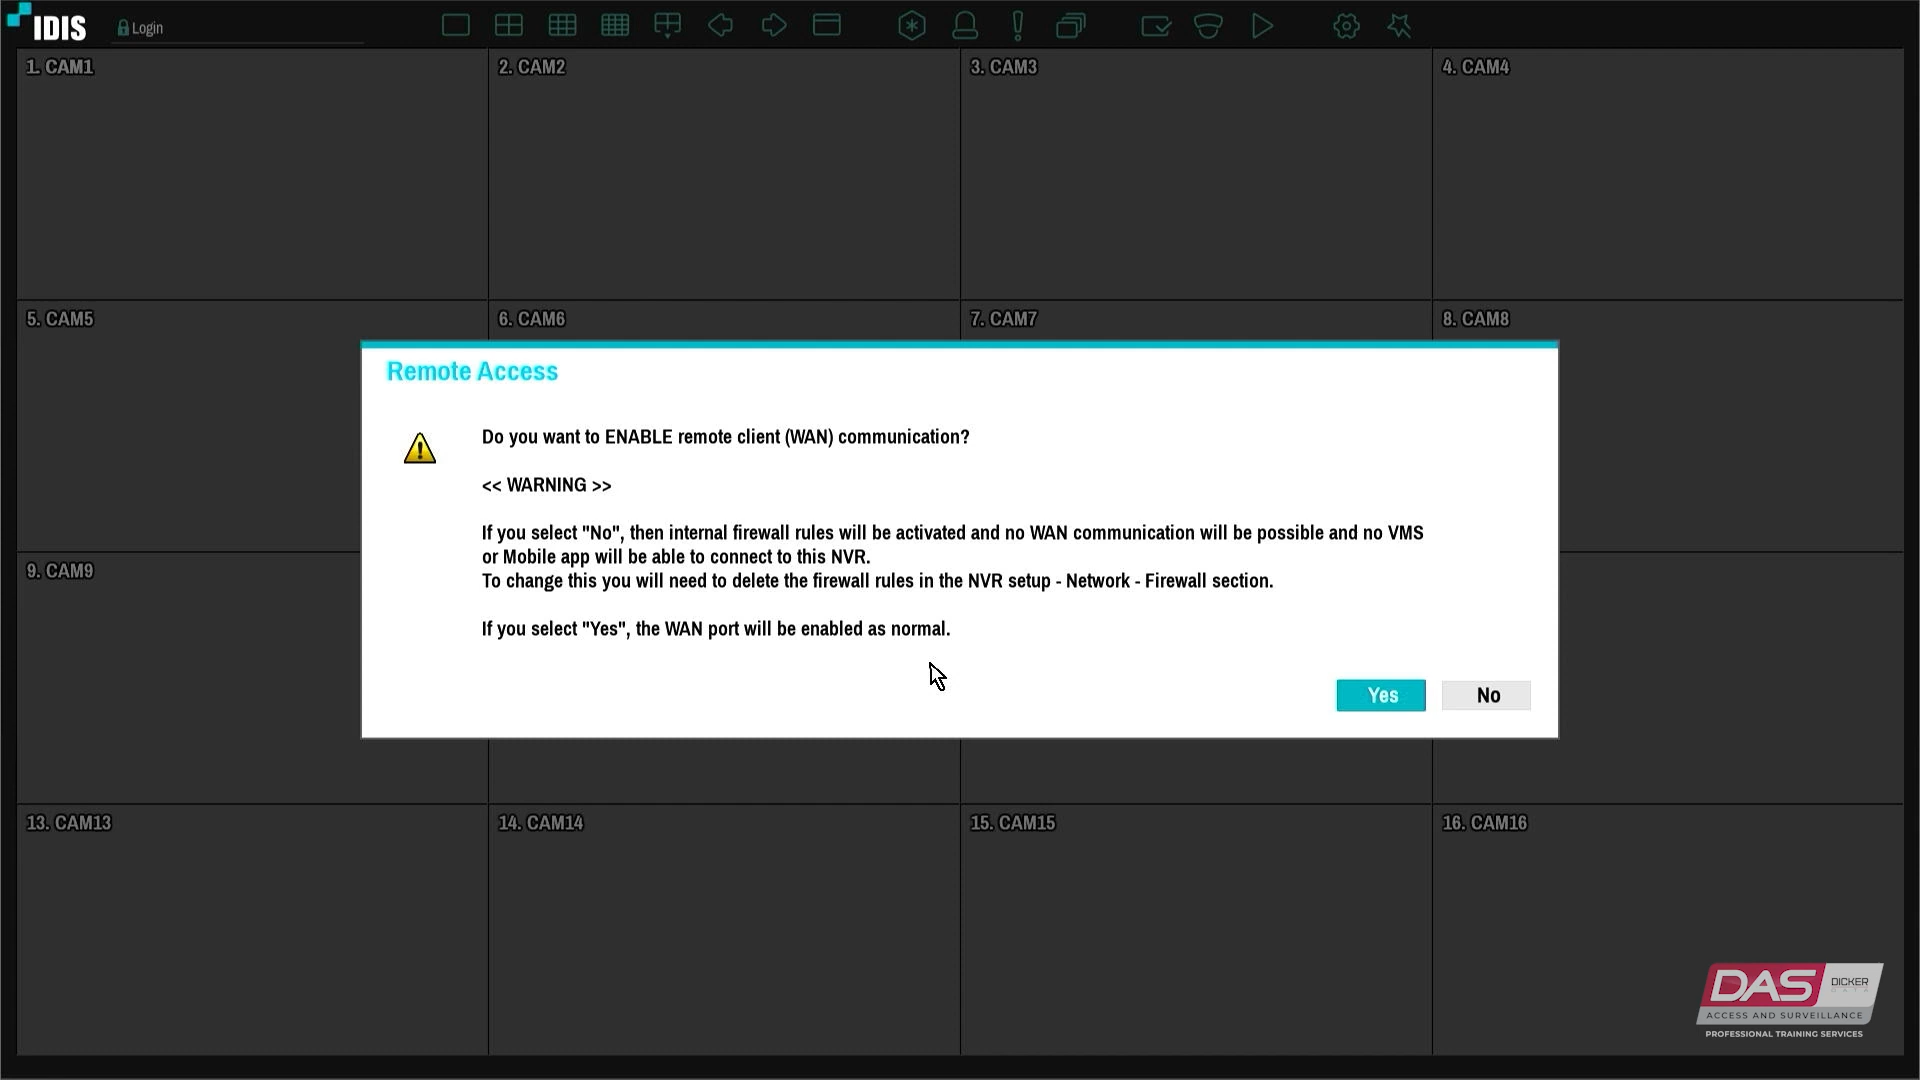 IDIS
Login
1. CAM1
2. CAM2
3. CAM3
4. CAM4
5. CAM5
6. CAM6
7. CAM7
8. CAM8
Remote Access
Do you want to ENABLE remote client (WAN) communication?
<< WARNING >>
If you select "No", then internal firewall rules will be activated and no WAN communication will be possible and no VMS
or Mobile app will be able to connect to this NVR.
To change this you will need to delete the firewall rules in the NVR setup - Network - Firewall section.
If you select "Yes", the WAN port will be enabled as normal.
Yes
No
9. CAM9
13. CAM13
14. CAM14
15. CAM15
16. CAM16
DAS
DICKER
DATA
ACCESS AND SURVEILLANCE
PROFESSIONAL TRAINING SERVICES